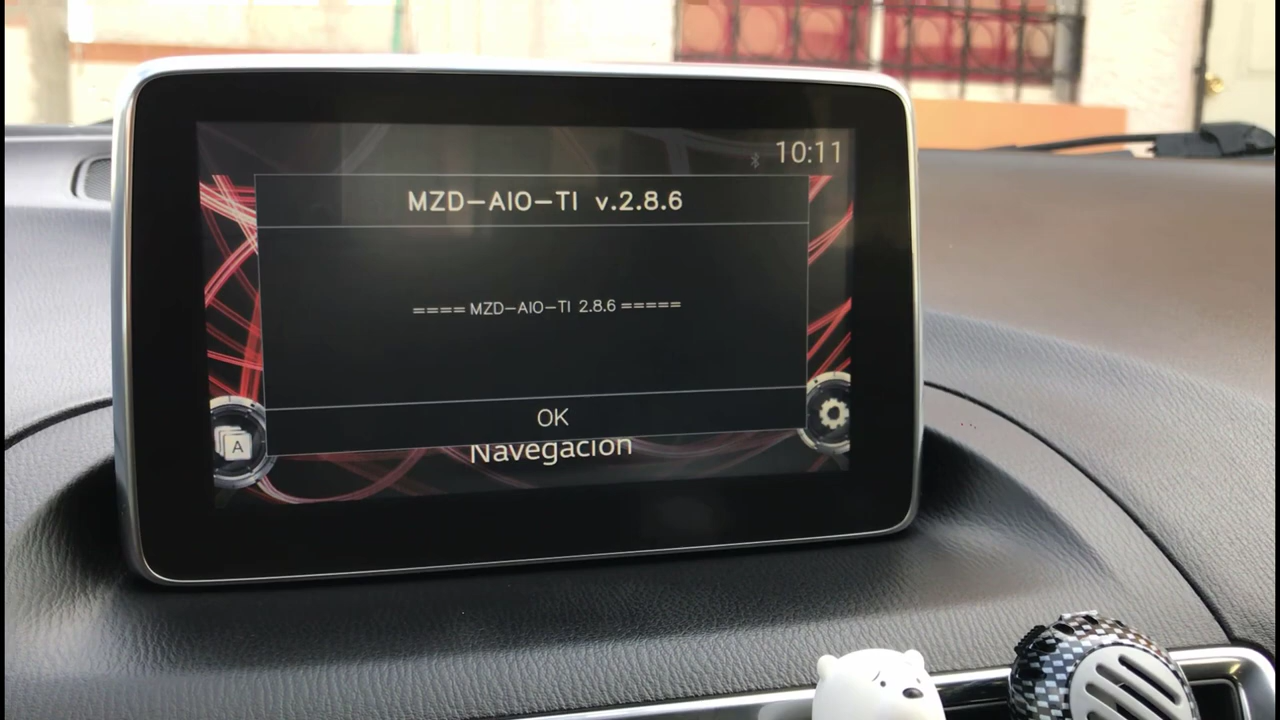 10:11
MZD-AIO-TI v.2.8.6
==== MZD-AIO-TI 2.8.6 =====
OK
Navegacion
A